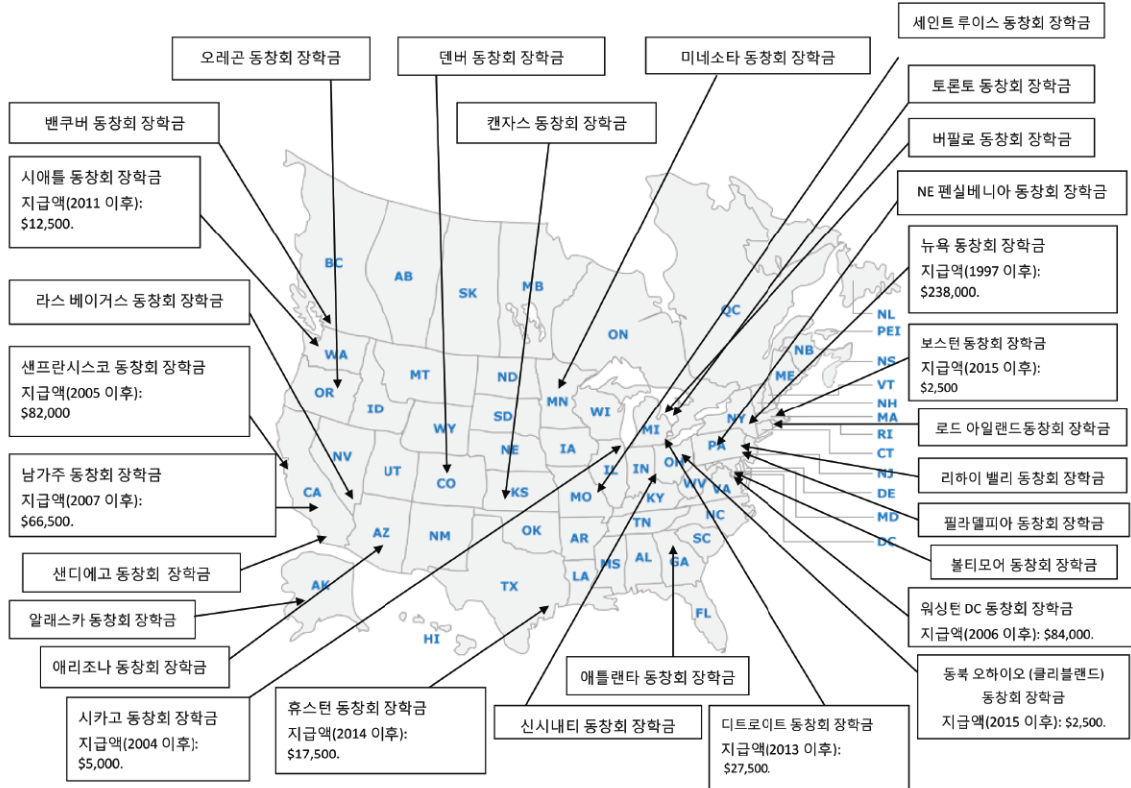 세인트 루이스 동창회 장학금
오레곤 동창회 장학금
덴버 동창회 장학금
미네소타 동창회 장학금
토론토 동창회 장학금
밴쿠버 동창회 장학금
캔자스 동창회 장학금
버필로 동창회 장학금
시애틀 동창회 장학금
지급액(2011 이후):
$12,500.
NE 펜실베니아 동창회 장학금
뉴욕 동창회 장학금
지급액(1997 이후):
$238,000.
라스 베이거스 동창회 장학금
보스턴 동창회 장학금
지급액(2015 이후):
$2,500
샌프란시스코 동창회 장학금
지급액(2005 이후):
$82,000
로드 아일랜드동창회 장학금
남가주 동창회 장학금
지급액(2007 이후):
$66,500.
리하이 밸리 동창회 장학금
필라델피아 동창회 장학금
볼티모어 동창회 장학금
샌디에고 동창회 장학금
알래스카 동창회 장학금
워싱턴 DC 동창회 장학금
지급액(2006 이후): $84,000.
애리조나 동창회 장학금
애틀랜타 동창회 장학금
동북 오하이오 (클리블랜드)
동창회 장학금
지급액(2015 이후): $2,500.
시카고 동창회 장학금
지급액(2004 이후):
$5,000.
휴스턴 동창회 장학금
지급액(2014 이후):
$17,500.
신시내티 동창회 장학금
디트로이트 동창회 장학금
지급액(2013 이후):
$27,500.
BC
AB
SK
MB
ON
QC
NL
PEI
NB
NS
ME
VT
NH
MA
RI
CT
NJ
DE
MD
DC
WA
OR
MT
ID
ND
SD
MN
WI
MI
NY
WY
NE
IA
IL
IN
OH
PA
NV
UT
CO
KS
MO
KY
WV
VA
CA
AZ
NM
OK
AR
TN
NC
SC
TX
LA
MS
AL
GA
FL
AK
HI